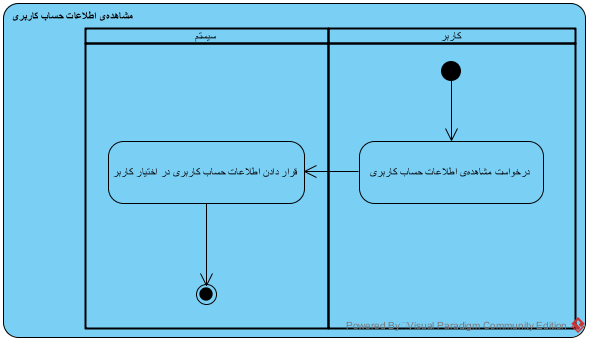 مشاهده‌ی اطلاعات حساب کاربری
کاربر
سیستم
درخواست مشاهده‌ی اطلاعات حساب کاربری
قرار دادن اطلاعات حساب کاربری در اختیار کاربر
Powered By Visual Paradigm Community Edition